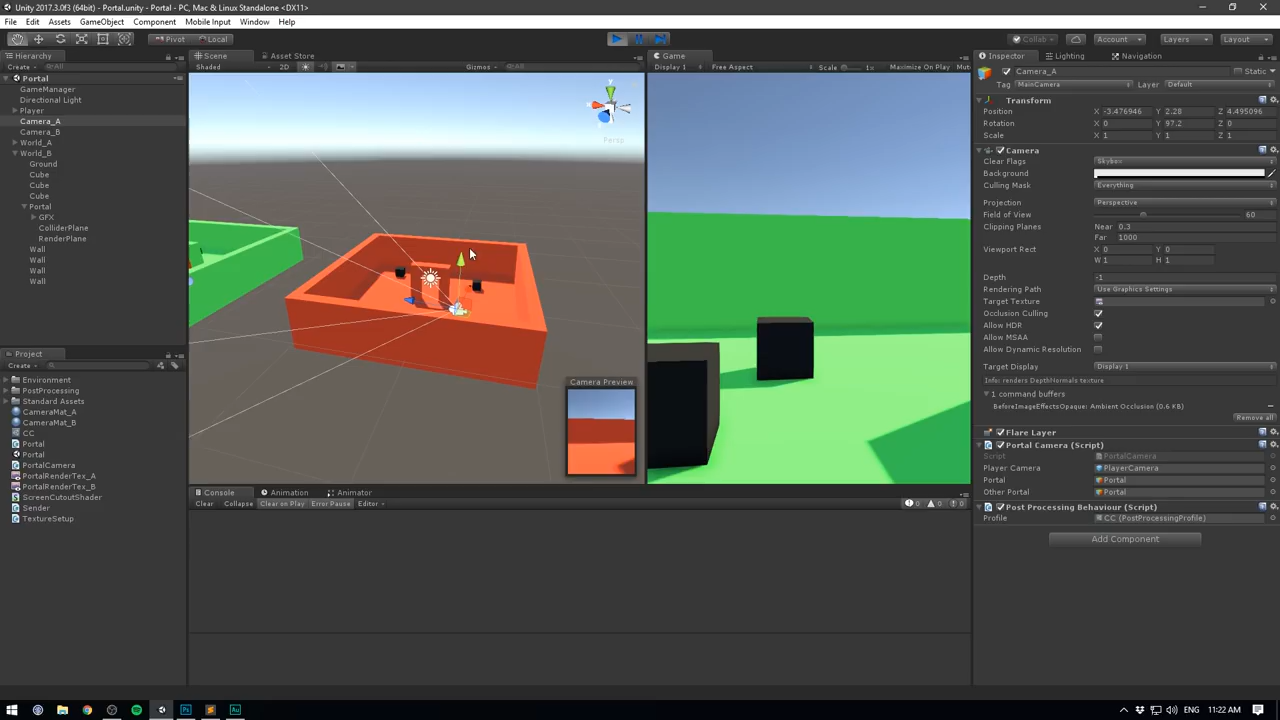 Unity 2017.3.0f3 (64bit) - Portal.unity - Portal - PC, Mac & Linux Standalone <DX11>
File Edit Assets GameObject Component Mobile Input Window Help
Pivot Local Collab Account Layers Layout
Hierarchy Scene Asset Store Game Inspector Lighting Navigation
Create All Shaded 2D Gizmos All Display 1 Free Aspect Scale 1x Maximize On Play Mut
Portal
GameManager
Directional Light
Player
Camera_A
Camera_B
World_A
World_B
Ground
Cube
Cube
Cube
Portal
GFX
ColliderPlane
RenderPlane
Wall
Wall
Wall
Wall
y
Persp
Camera Preview
Camera_A Static
Tag MainCamera Layer Default
Transform
Position X -3.476946 Y 2.28 Z 4.495098
Rotation X 0 Y 97.2 Z 0
Scale X 1 Y 1 Z 1
Camera
Clear Flags Skybox
Background
Culling Mask Everything
Projection Perspective
Field of View 60
Clipping Planes Near 0.3
Far 1000
Viewport Rect X 0 Y 0
W 1 H 1
Depth -1
Rendering Path Use Graphics Settings
Target Texture
Occlusion Culling
Allow HDR
Allow MSAA
Allow Dynamic Resolution
Target Display Display 1
Info: renders DepthNormals texture
1 command buffers
BeforeImageEffectsOpaque: Ambient Occlusion (0.6 KB)
Remove all
Flare Layer
Portal Camera (Script)
Script PortalCamera
Player Camera PlayerCamera
Portal Portal
Other Portal Portal
Post Processing Behaviour (Script)
Profile CC (PostProcessingProfile)
Add Component
Project
Create
Environment
PostProcessing
Standard Assets
CameraMat_A
CameraMat_B
CC
Portal
Portal
PortalCamera
PortalRenderTex_A
PortalRenderTex_B
ScreenCutoutShader
Sender
TextureSetup
Console Animation Animator
Clear Collapse Clear on Play Error Pause Editor 0 0 0
Ps Au
ENG 11:22 AM